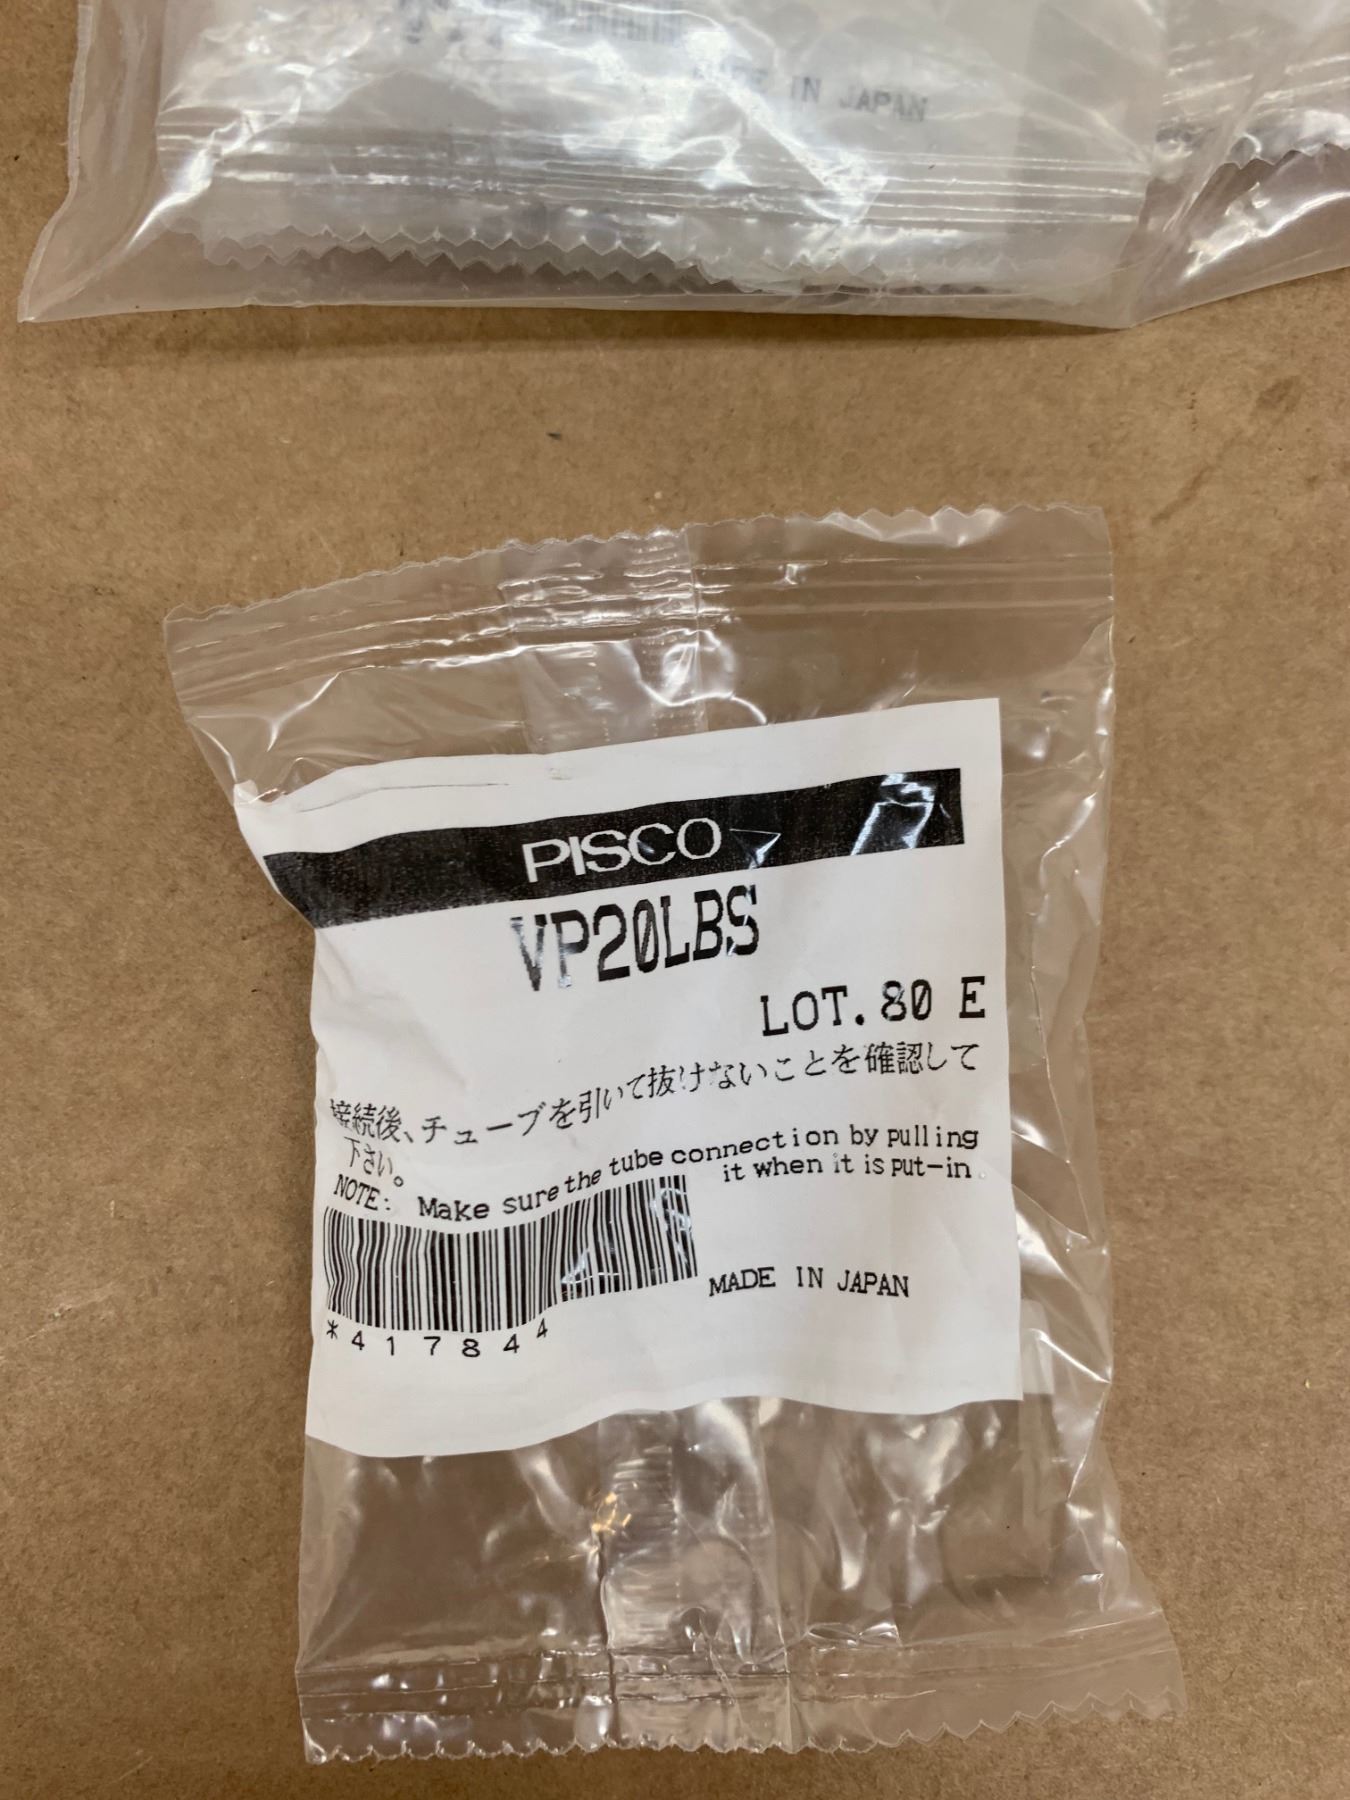 MADE IN JAPAN
PISCO
VP20LBS
LOT.80 E
接続後、チューブを引いて抜けないことを確認して
下さい。
NOTE: Make sure the tube connection by pulling
it when it is put-in.
*417844
MADE IN JAPAN